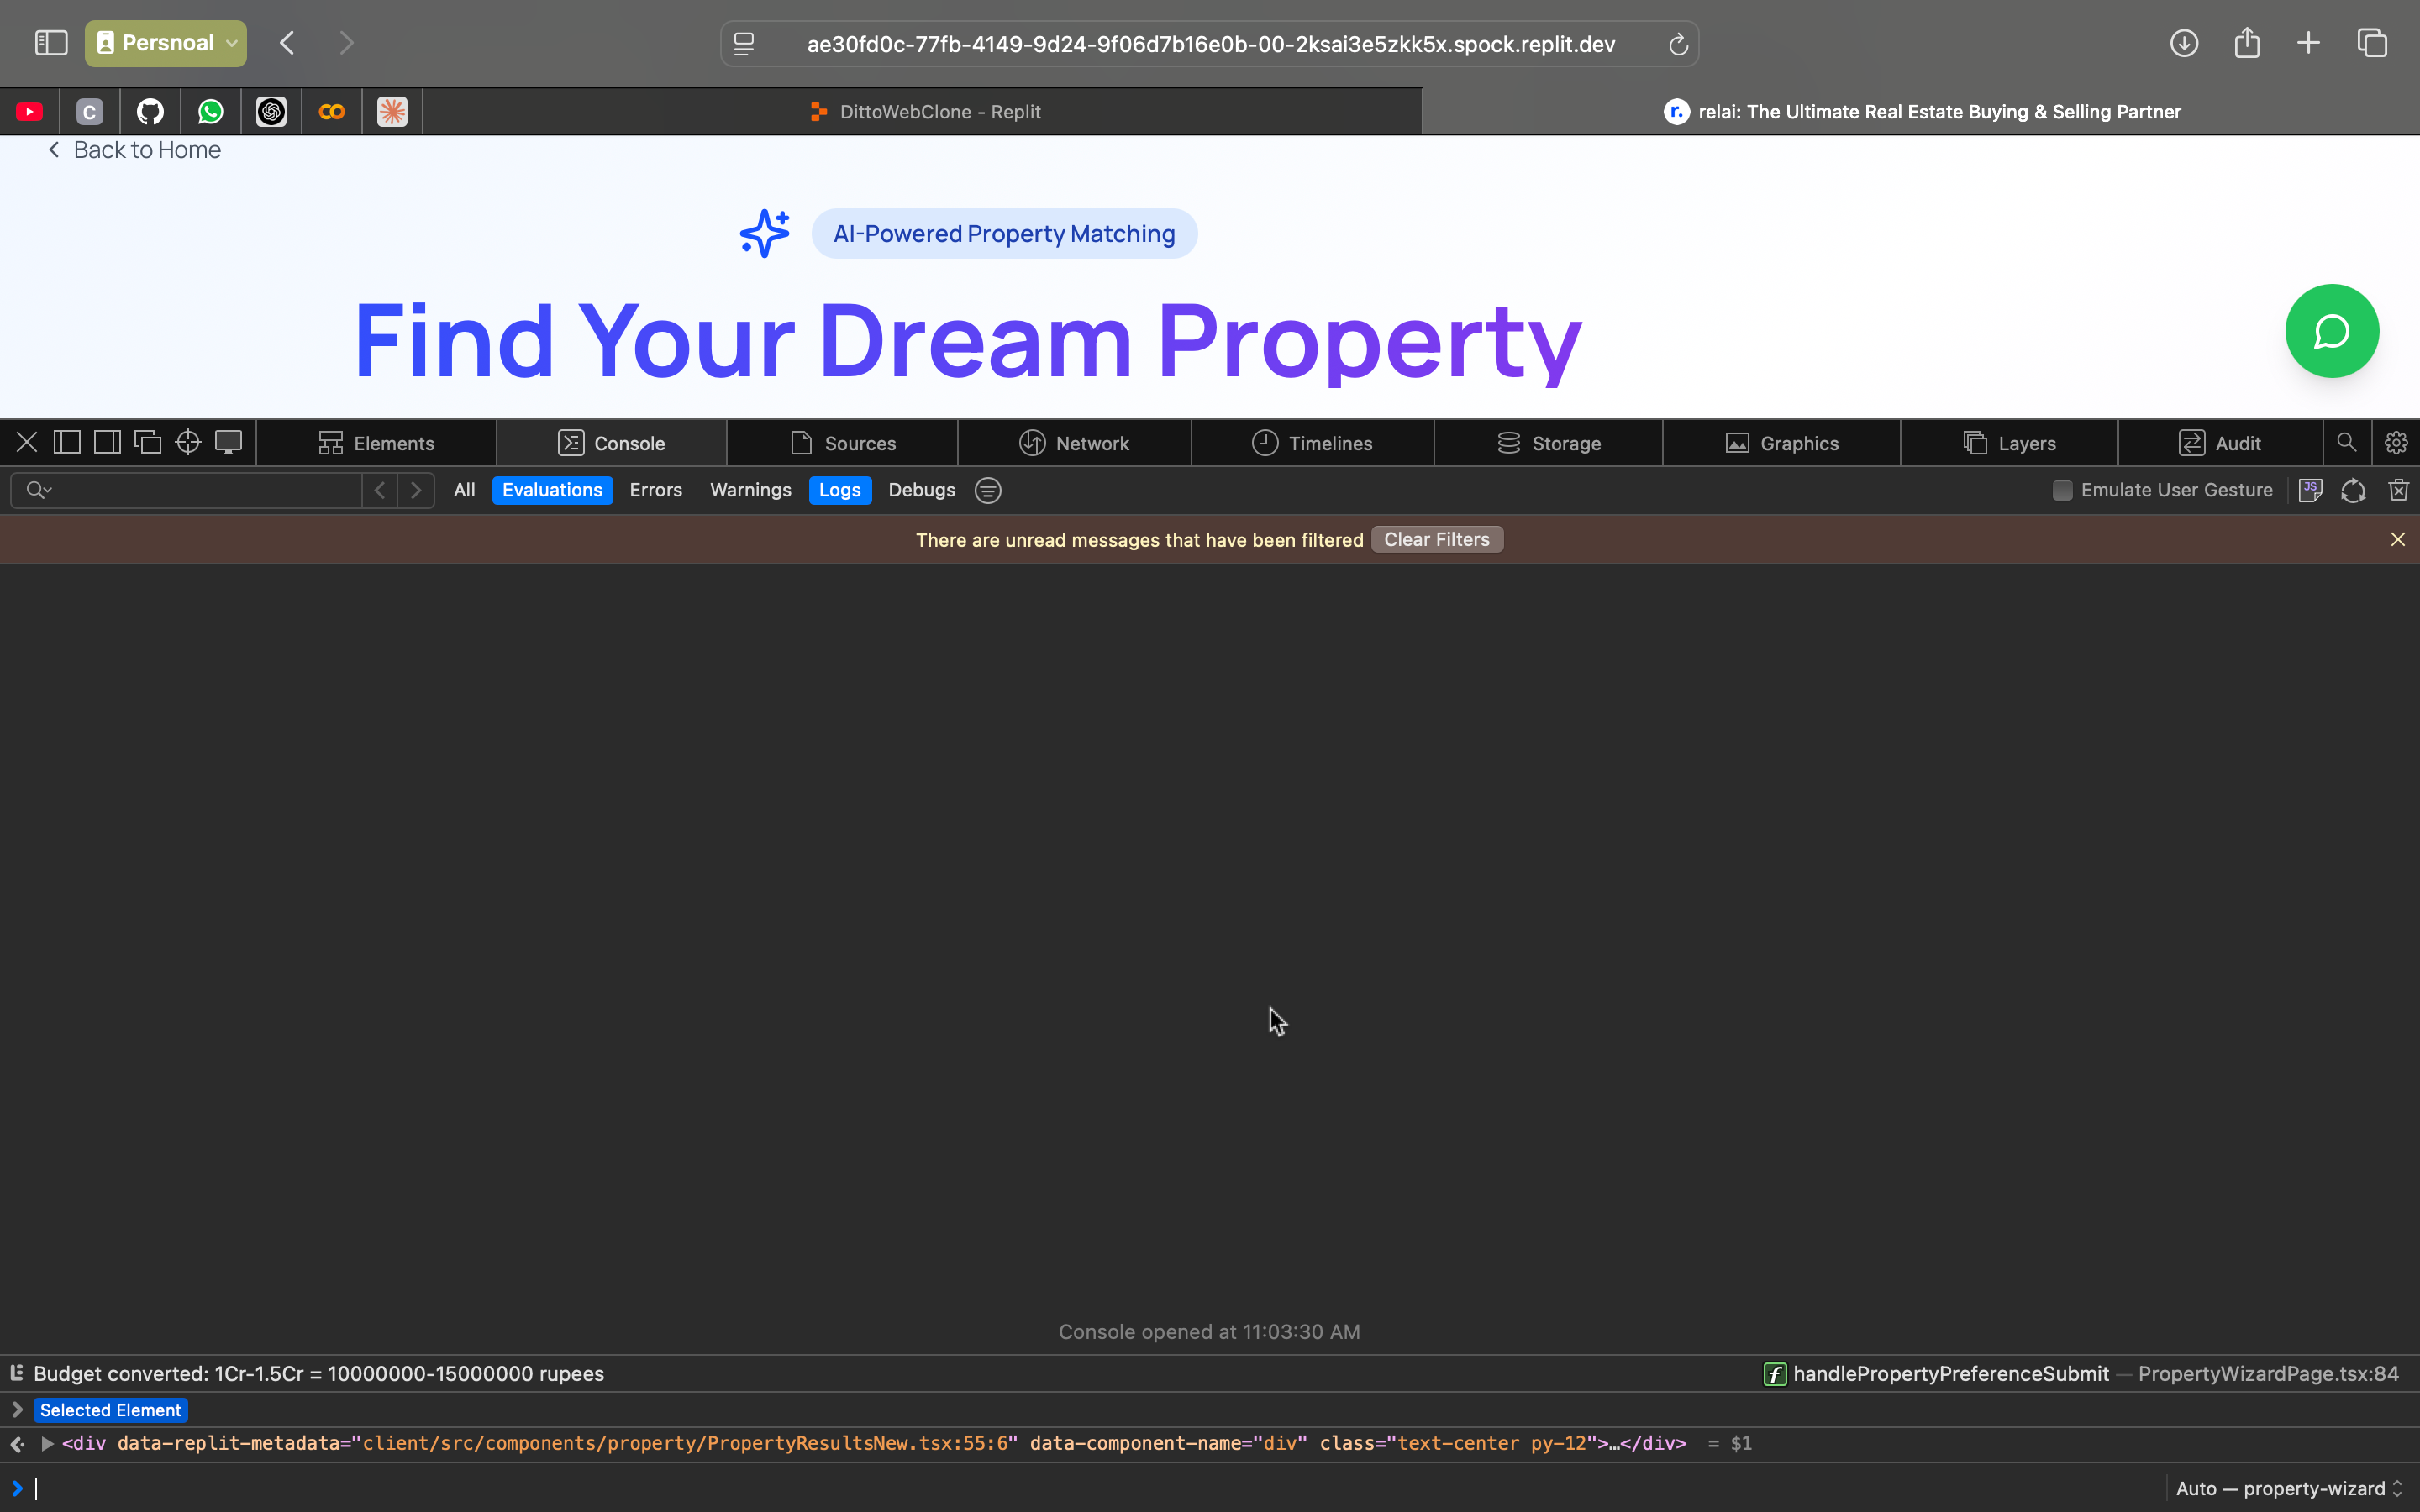 Persnoal
ae30fd0c-77fb-4149-9d24-9f06d7b16e0b-00-2ksai3e5zkk5x.spock.replit.dev
C
DittoWebClone - Replit
r. relai: The Ultimate Real Estate Buying & Selling Partner
Back to Home
AI-Powered Property Matching
Find Your Dream Property
Elements Console Sources Network Timelines Storage Graphics Layers Audit
All Evaluations Errors Warnings Logs Debugs Emulate User Gesture JS
There are unread messages that have been filtered Clear Filters
Console opened at 11:03:30 AM
Budget converted: 1Cr-1.5Cr = 10000000-15000000 rupees f handlePropertyPreferenceSubmit — PropertyWizardPage.tsx:84
Selected Element
<div data-replit-metadata="client/src/components/property/PropertyResultsNew.tsx:55:6" data-component-name="div" class="text-center py-12">…</div> = $1
Auto — property-wizard